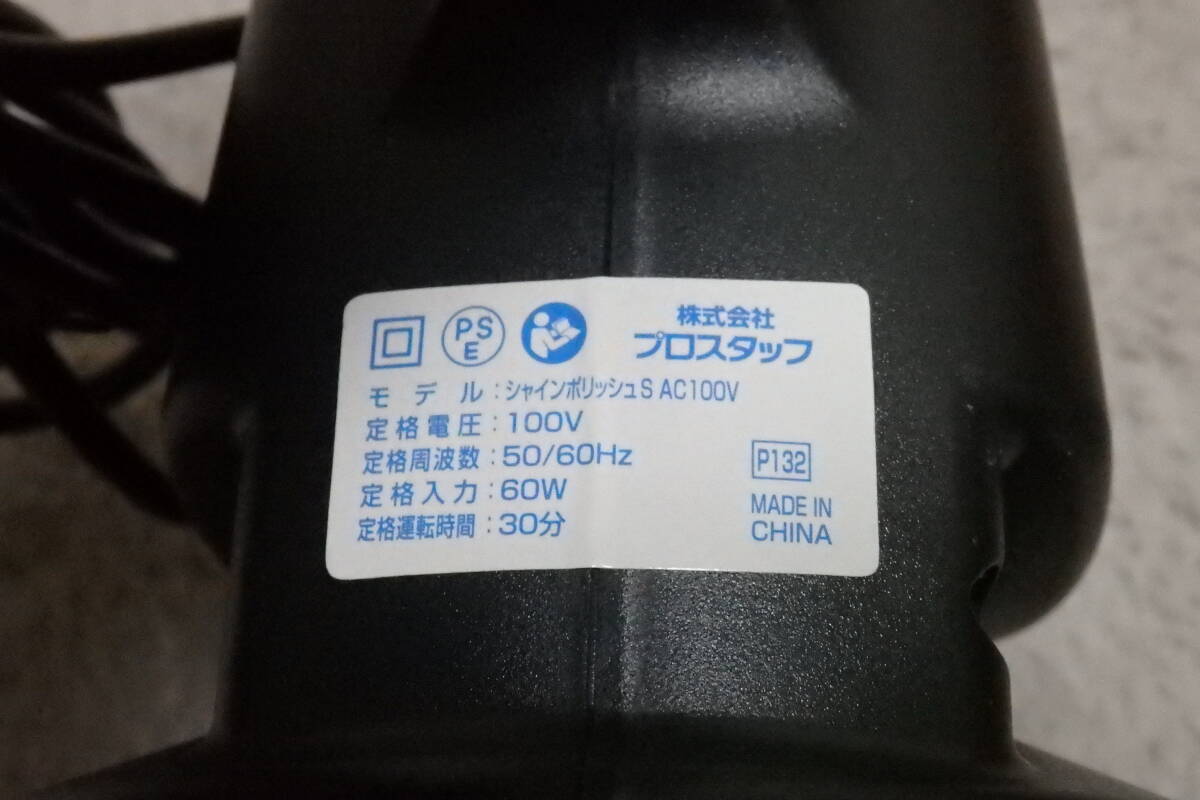 PSE
株式会社
プロスタッフ
モデル:シャインポリッシュS AC100V
定格電圧:100V
定格周波数:50/60Hz
定格入力:60W
定格運転時間:30分
P132
MADE IN
CHINA